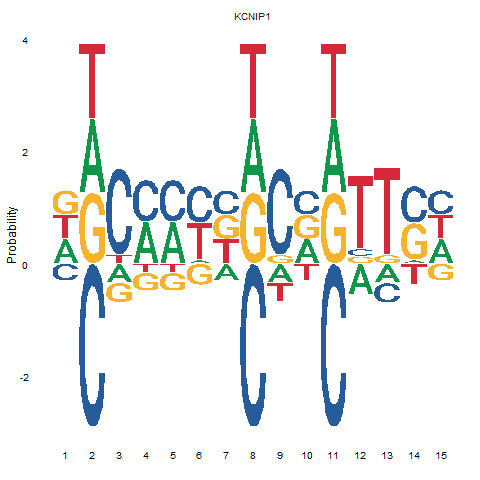 KCNIP1
4
2
0
-2
Probability
G T A C
T A G C
C T A G
C A T G
C A T G
C T A G
C G T A
T A G C
C G A T
C G A T
T A G C
T C G A
T G A C
C G A T
C T A G
1 2 3 4 5 6 7 8 9 10 11 12 13 14 15